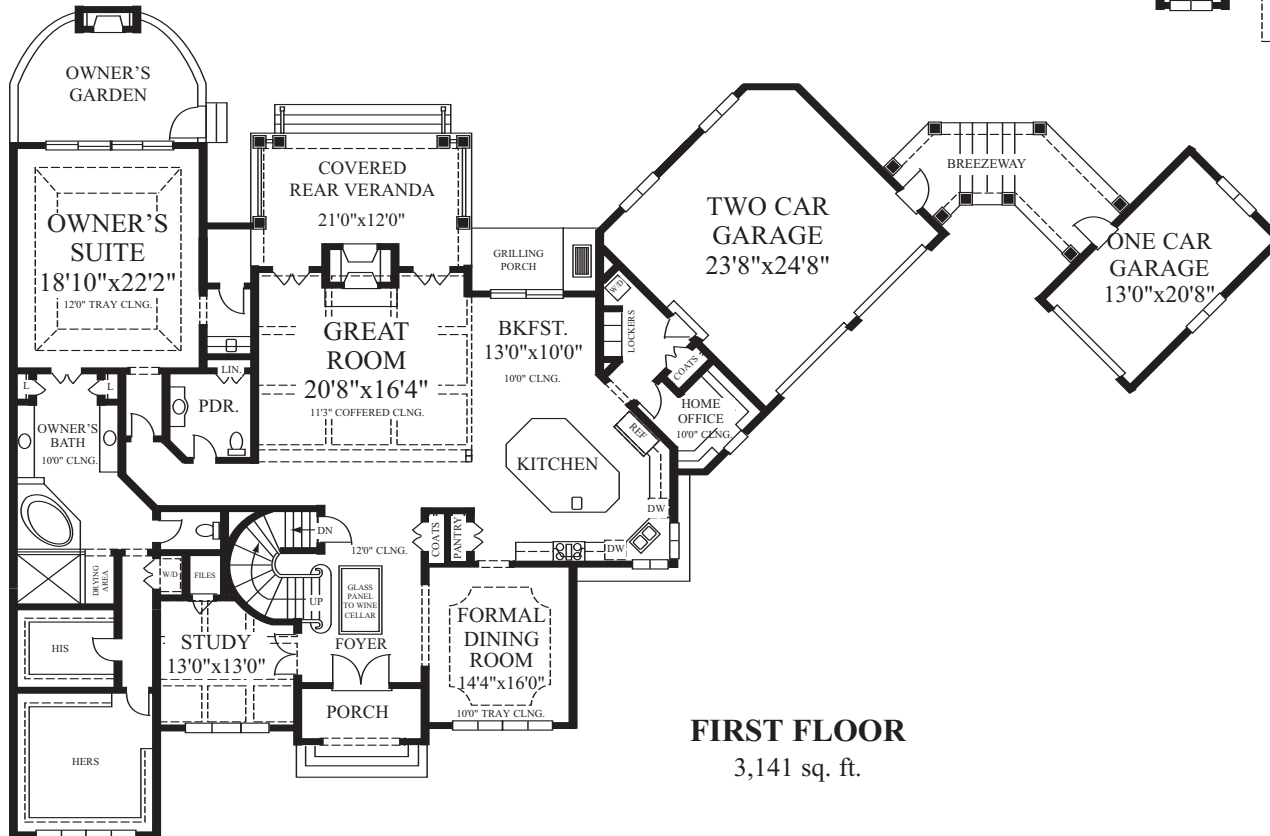 OWNER'S
GARDEN
COVERED
REAR VERANDA
21'0"x12'0"
OWNER'S
SUITE
18'10"x22'2"
12'0" TRAY CLNG.
GRILLING
PORCH
TWO CAR
GARAGE
23'8"x24'8"
BREEZEWAY
ONE CAR
GARAGE
13'0"x20'8"
W/D
LOCKERS
COATS
GREAT
ROOM
20'8"x16'4"
11'3" COFFERED CLNG.
BKFST.
13'0"x10'0"
10'0" CLNG.
HOME
OFFICE
10'0" CLNG.
REF
LIN.
PDR.
L
L
OWNER'S
BATH
10'0" CLNG.
KITCHEN
DW
DW
COATS
PANTRY
DN
12'0" CLNG.
UP
GLASS
PANEL
TO WINE
CELLAR
FOYER
DRYING
AREA
W/D
FILES
STUDY
13'0"x13'0"
HIS
HERS
FORMAL
DINING
ROOM
14'4"x16'0"
10'0" TRAY CLNG.
PORCH
FIRST FLOOR
3,141 sq. ft.